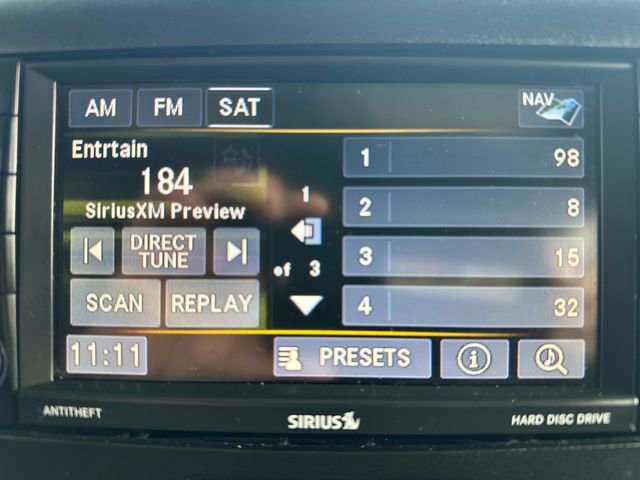 AM FM SAT NAV
Entrtain
184
SiriusXM Preview
DIRECT
TUNE
SCAN REPLAY
11:11
1
of 3
1 98
2 8
3 15
4 32
PRESETS
i
ANTITHEFT
SIRIUS
HARD DISC DRIVE